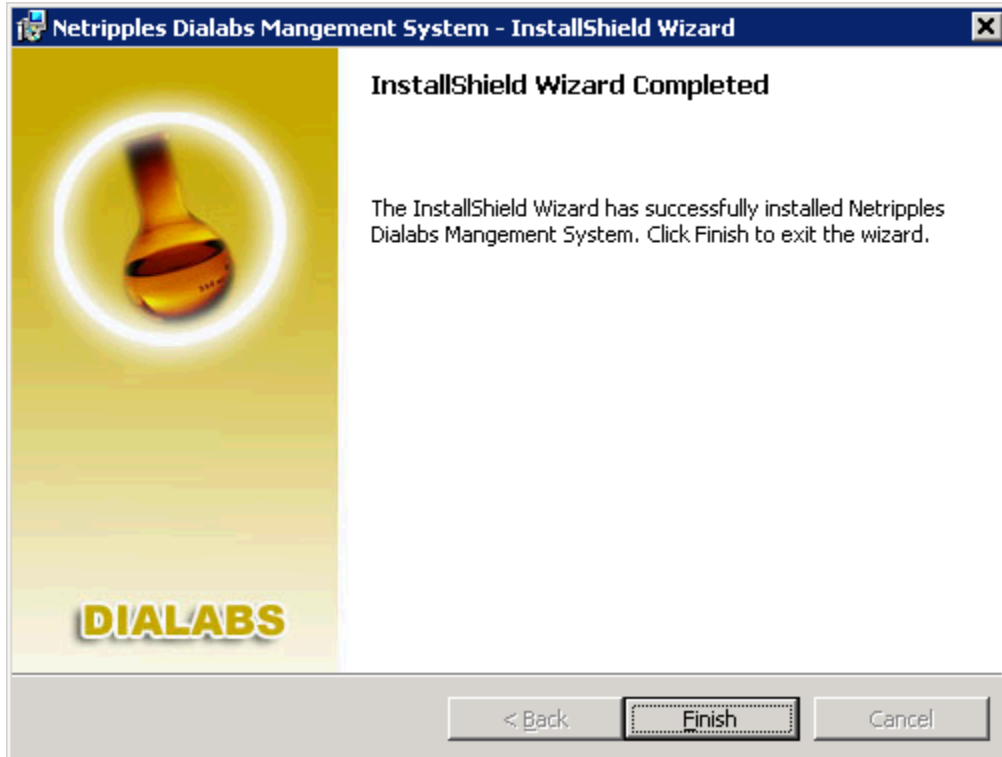 Netripples Dialabs Mangement System - InstallShield Wizard
InstallShield Wizard Completed
The InstallShield Wizard has successfully installed Netripples
Dialabs Mangement System. Click Finish to exit the wizard.
DIALABS
< Back
Finish
Cancel